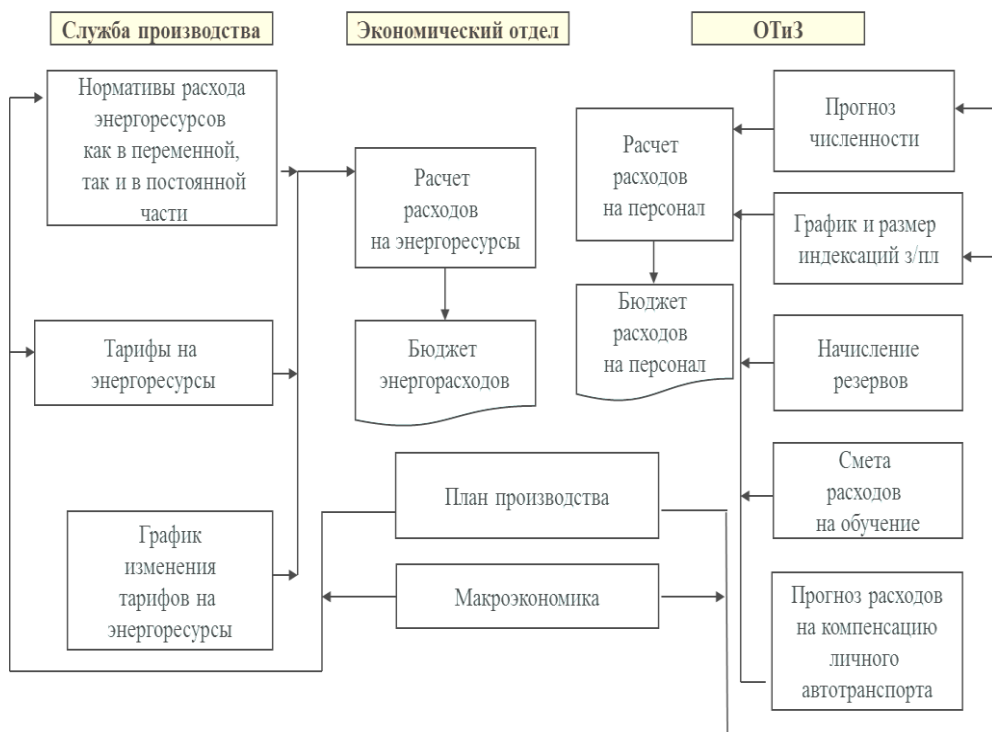 Служба производства
Экономический отдел
ОТиЗ
Нормативы расхода
энергоресурсов
как в переменной,
так и в постоянной
части
Тарифы на
энергоресурсы
График
изменения
тарифов на
энергоресурсы
Расчет
расходов
на энергоресурсы
Бюджет
энергорасходов
План производства
Макроэкономика
Расчет
расходов
на персонал
Бюджет
расходов
на персонал
Прогноз
численности
График и размер
индексаций з/пл
Начисление
резервов
Смета
расходов
на обучение
Прогноз расходов
на компенсацию
личного
автотранспорта